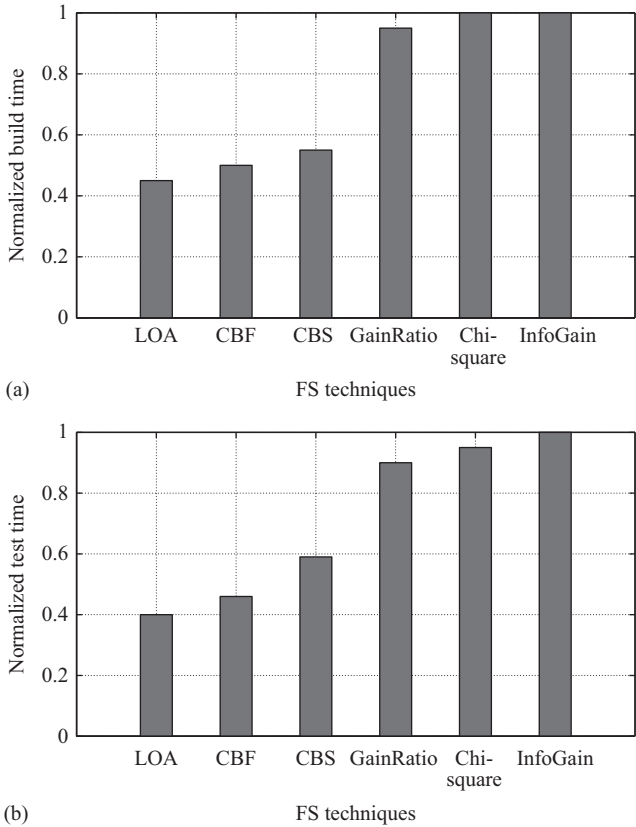 1
0.8
0.6
0.4
0.2
0
Normalized build time
LOA CBF CBS GainRatio Chi- InfoGain
square
(a) FS techniques
1
0.8
0.6
0.4
0.2
0
Normalized test time
LOA CBF CBS GainRatio Chi- InfoGain
square
(b) FS techniques